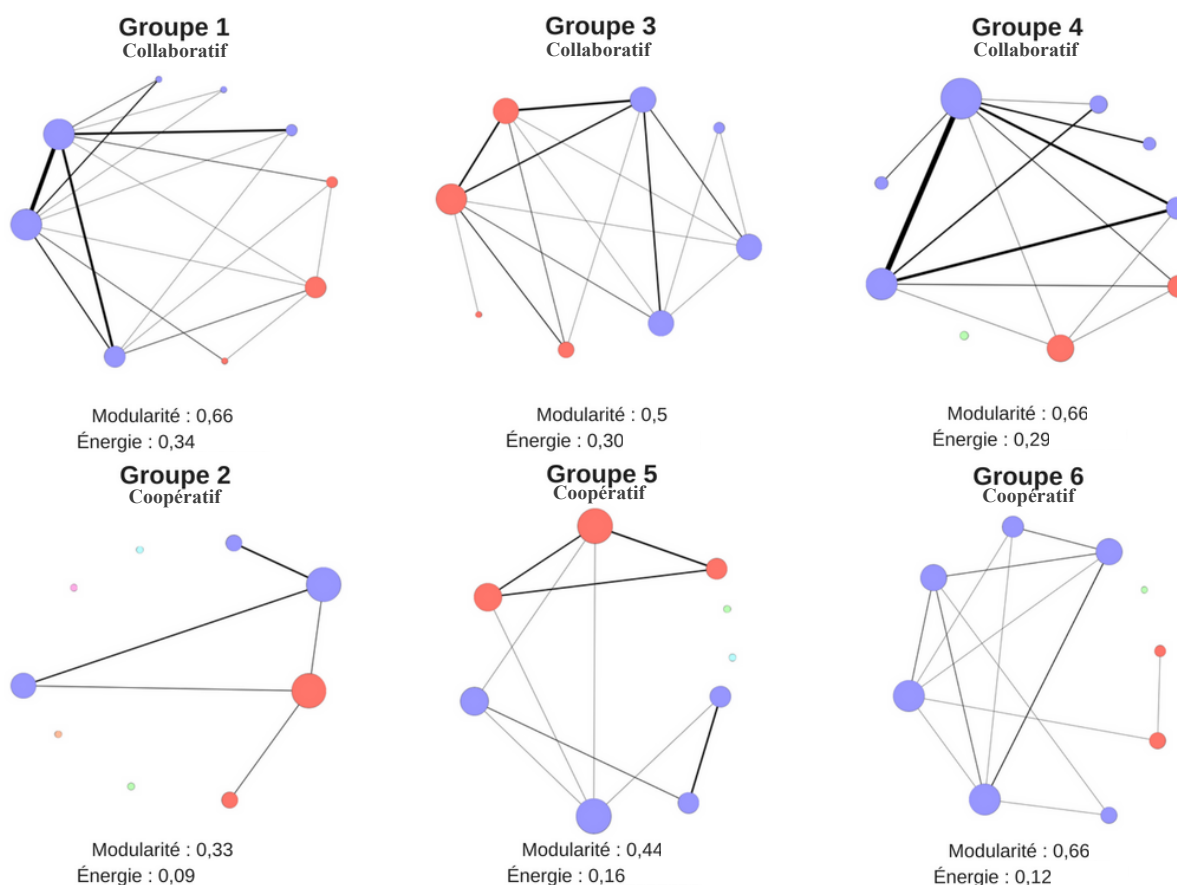 Groupe 1
Collaboratif
Groupe 3
Collaboratif
Groupe 4
Collaboratif
Modularité : 0,66
Énergie : 0,34
Modularité : 0,5
Énergie : 0,30
Modularité : 0,66
Énergie : 0,29
Groupe 2
Coopératif
Groupe 5
Coopératif
Groupe 6
Coopératif
Modularité : 0,33
Énergie : 0,09
Modularité : 0,44
Énergie : 0,16
Modularité : 0,66
Énergie : 0,12